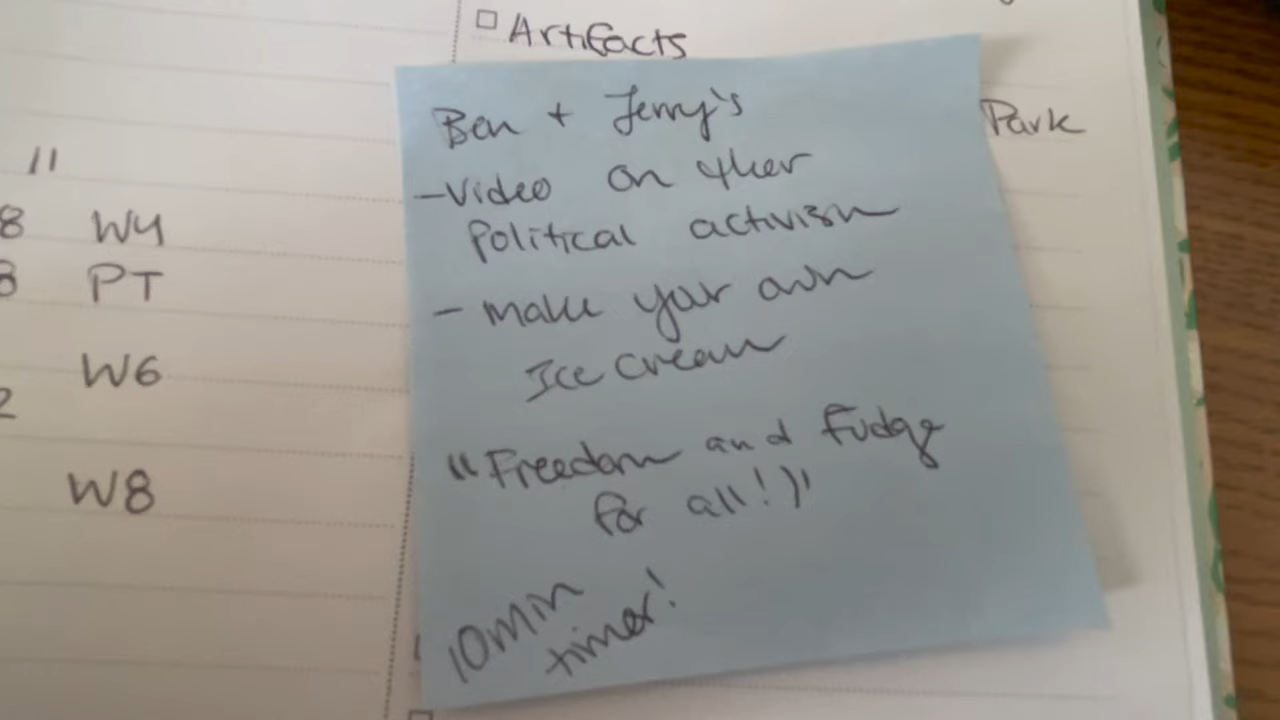 □ Artifacts
Park
11
8 W4
8 PT
W6
2
W8
Ben + Jerry's
-Video on their
Political activism
- make your own
Ice cream
"Freedom and Fudge
for all!"
10min
timer!